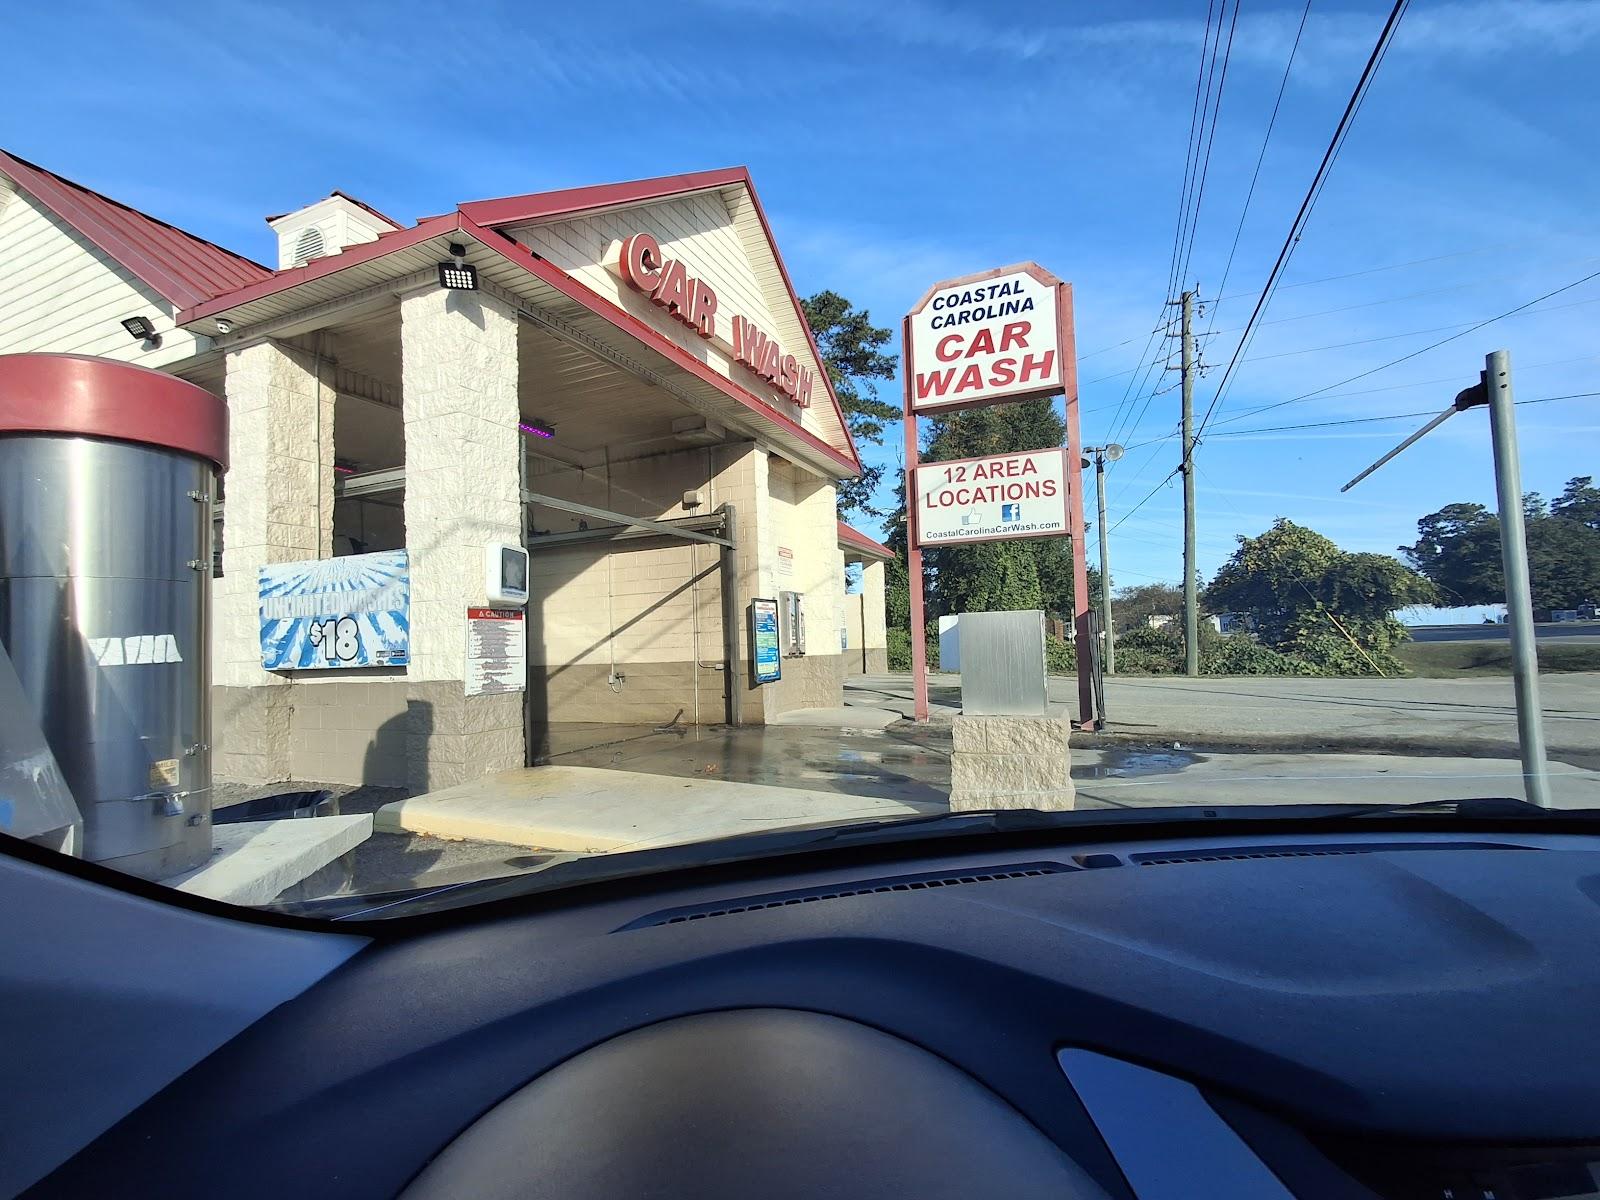 CAR WASH
COASTAL
CAROLINA
CAR
WASH
12 AREA
LOCATIONS
f
CoastalCarolinaCarWash.com
UNLIMITED WASHES
$18
CAUTION